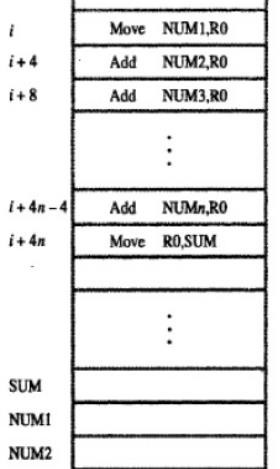 i Move NUM1,R0
i + 4 Add NUM2,R0
i + 8 Add NUM3,R0
i + 4n – 4 Add NUMn,R0
i + 4n Move R0,SUM
SUM
NUM1
NUM2